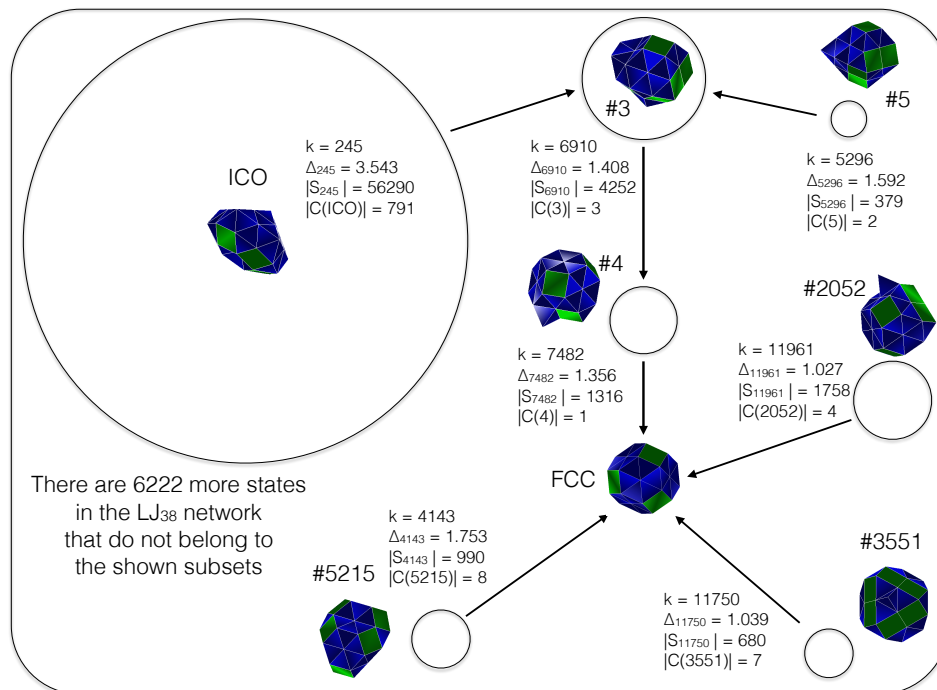 #3
#5
k = 245
Δ₂₄₅ = 3.543
|S₂₄₅ | = 56290
|C(ICO)| = 791
ICO
k = 6910
Δ₆₉₁₀ = 1.408
|S₆₉₁₀ | = 4252
|C(3)| = 3
k = 5296
Δ₅₂₉₆ = 1.592
|S₅₂₉₆ | = 379
|C(5)| = 2
#4
#2052
k = 7482
Δ₇₄₈₂ = 1.356
|S₇₄₈₂ | = 1316
|C(4)| = 1
k = 11961
Δ₁₁₉₆₁ = 1.027
|S₁₁₉₆₁ | = 1758
|C(2052)| = 4
FCC
There are 6222 more states
in the LJ₃₈ network
that do not belong to
the shown subsets
k = 4143
Δ₄₁₄₃ = 1.753
|S₄₁₄₃ | = 990
|C(5215)| = 8
#5215
#3551
k = 11750
Δ₁₁₇₅₀ = 1.039
|S₁₁₇₅₀ | = 680
|C(3551)| = 7